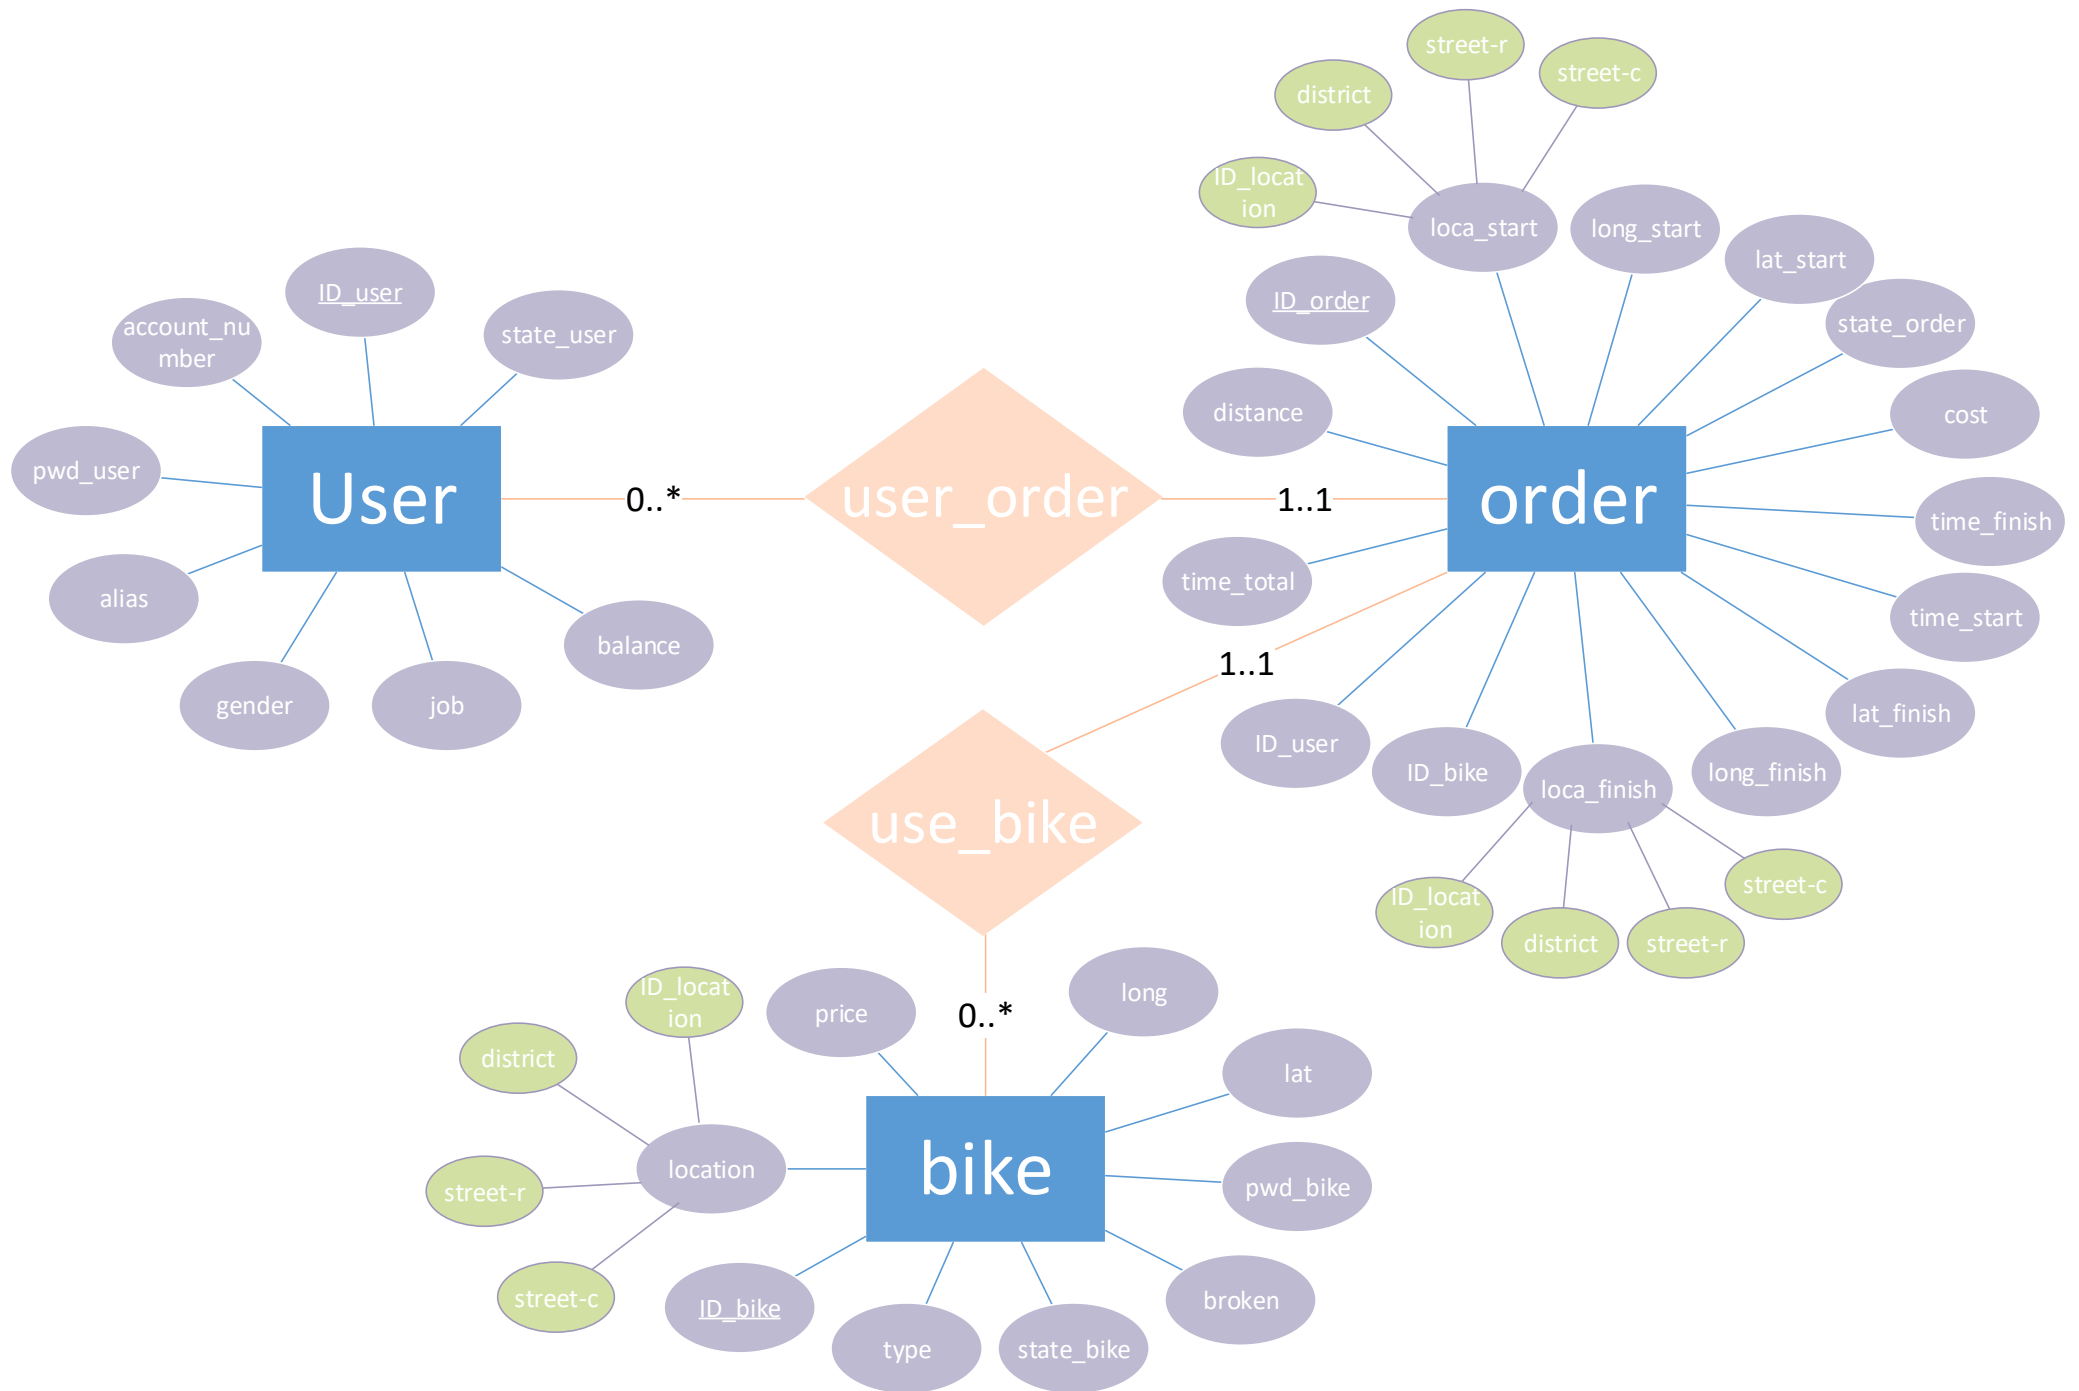 street-r
street-c
district
ID_locat
ion
loca_start
long_start
lat_start
ID_order
state_order
distance
cost
order
time_finish
time_total
time_start
1..1
1..1
ID_user
ID_bike
loca_finish
long_finish
lat_finish
ID_locat
ion
district
street-r
street-c
ID_user
account_nu
mber
state_user
pwd_user
User
0..*
user_order
alias
gender
job
balance
use_bike
0..*
ID_locat
ion
district
street-r
street-c
location
price
long
lat
bike
pwd_bike
ID_bike
type
state_bike
broken